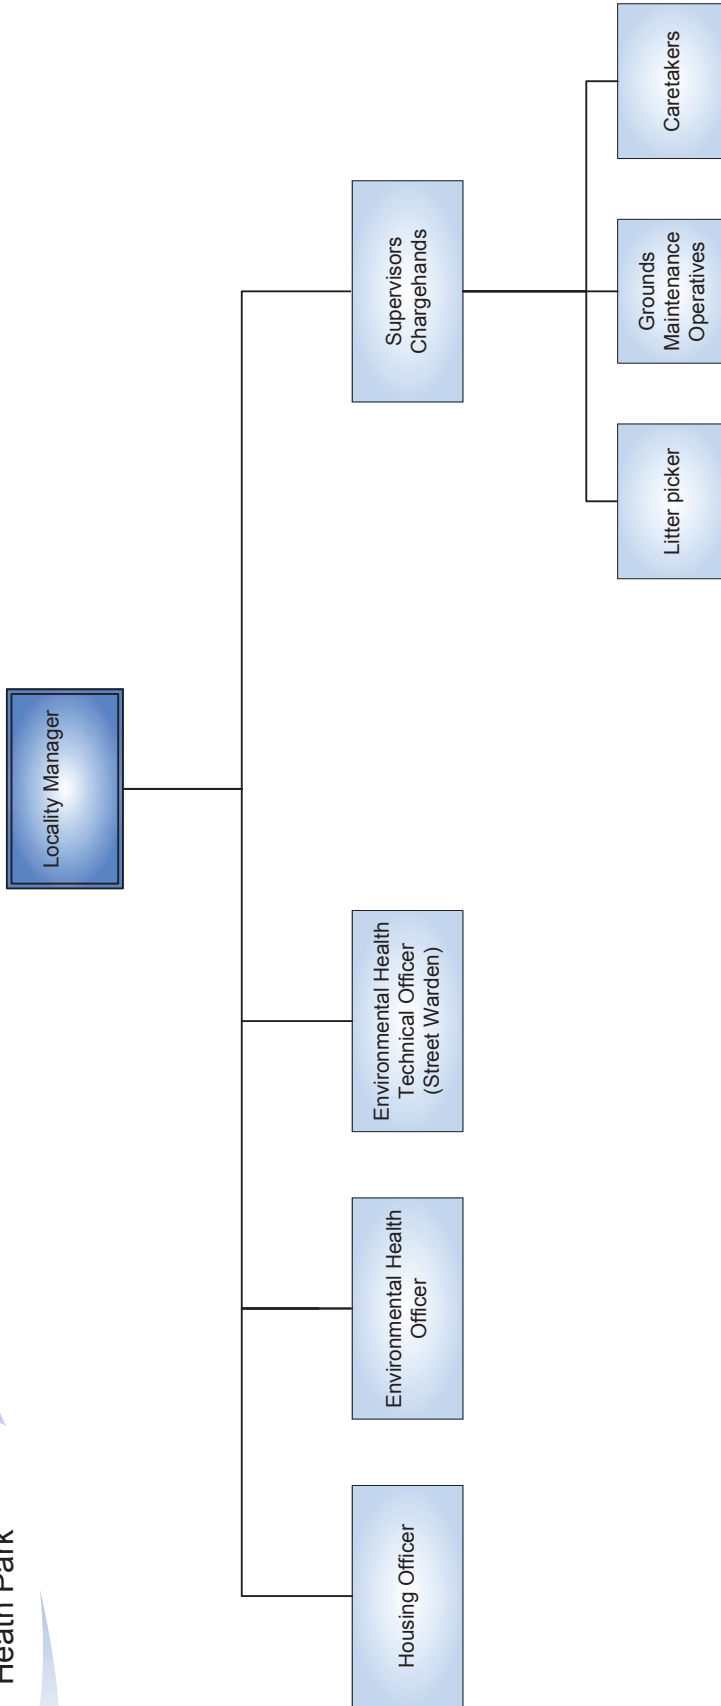 Heath Park
Locality Manager
Housing Officer
Environmental Health
Officer
Environmental Health
Technical Officer
(Street Warden)
Supervisors
Chargehands
Litter picker
Grounds
Maintenance
Operatives
Caretakers